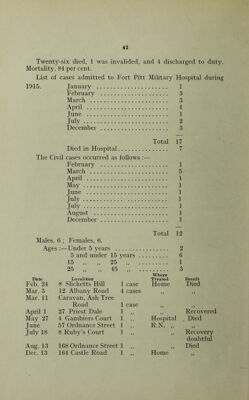 42
Twenty-six died, 1 was invalided, and 4 discharged to duty.
Mortality, 84 per cent.
List of cases admitted to Fort Pitt Military Hospital during
1915. January ... 1
February ... 3
March ... 3
April ... 4
June ... 1
July ... 2
December ... 3
Total 17
Died in Hospital ... 7
The Civil cases occurred as follows :—
February ... 1
March ... 5
April ... 1
May ... 1
June ... 1
July ... 1
July ... 1
August ... 1
December ... 1
Total 12
Males, 6 ; Females, 6.
Ages :—Under 5 years ... 2
5 and under 15 years ... 6
15 „ „ 25 „ ... 1
25 „ „ 45 „ ... 3
Date Localities Where Treated Result
Feb. 24 8 Slicketts Hill 1 case Home Died
Mar. 5 12 Albany Road 4 cases „ „
Mar. 11 Caravan, Ash Tree
Road 1 case „ „
April 1 27 Priest Dale 1 „ „ Recovered
May 27 4 Gambiers Court 1 „ Hospital Died
June 57 Ordnance Street 1 „ R.N. „ „
July 18 8 Ruby's Court 1 „ „ Recovery
doubtful
Aug. 13 168 Ordnance Street 1 „ „ Died
Dec. 13 164 Castle Road 1 „ Home „